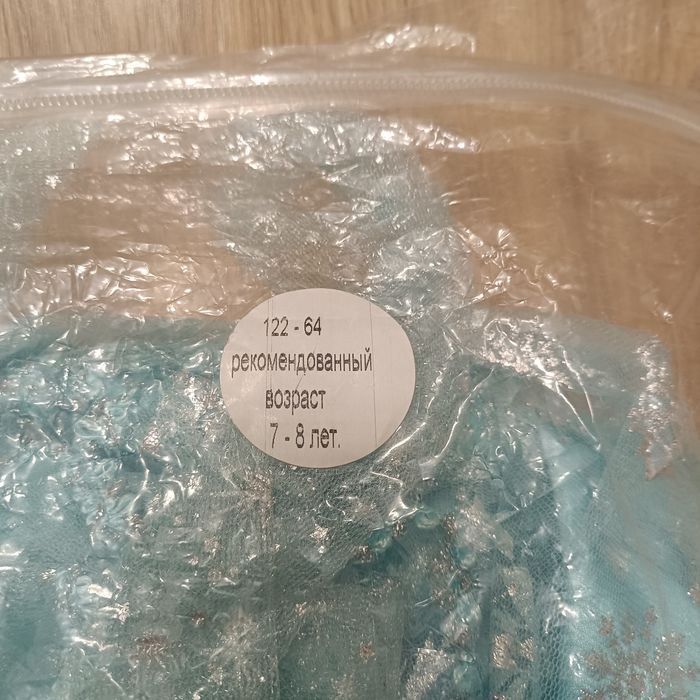 122 - 64
рекомендованный
возраст
7 - 8 лет.